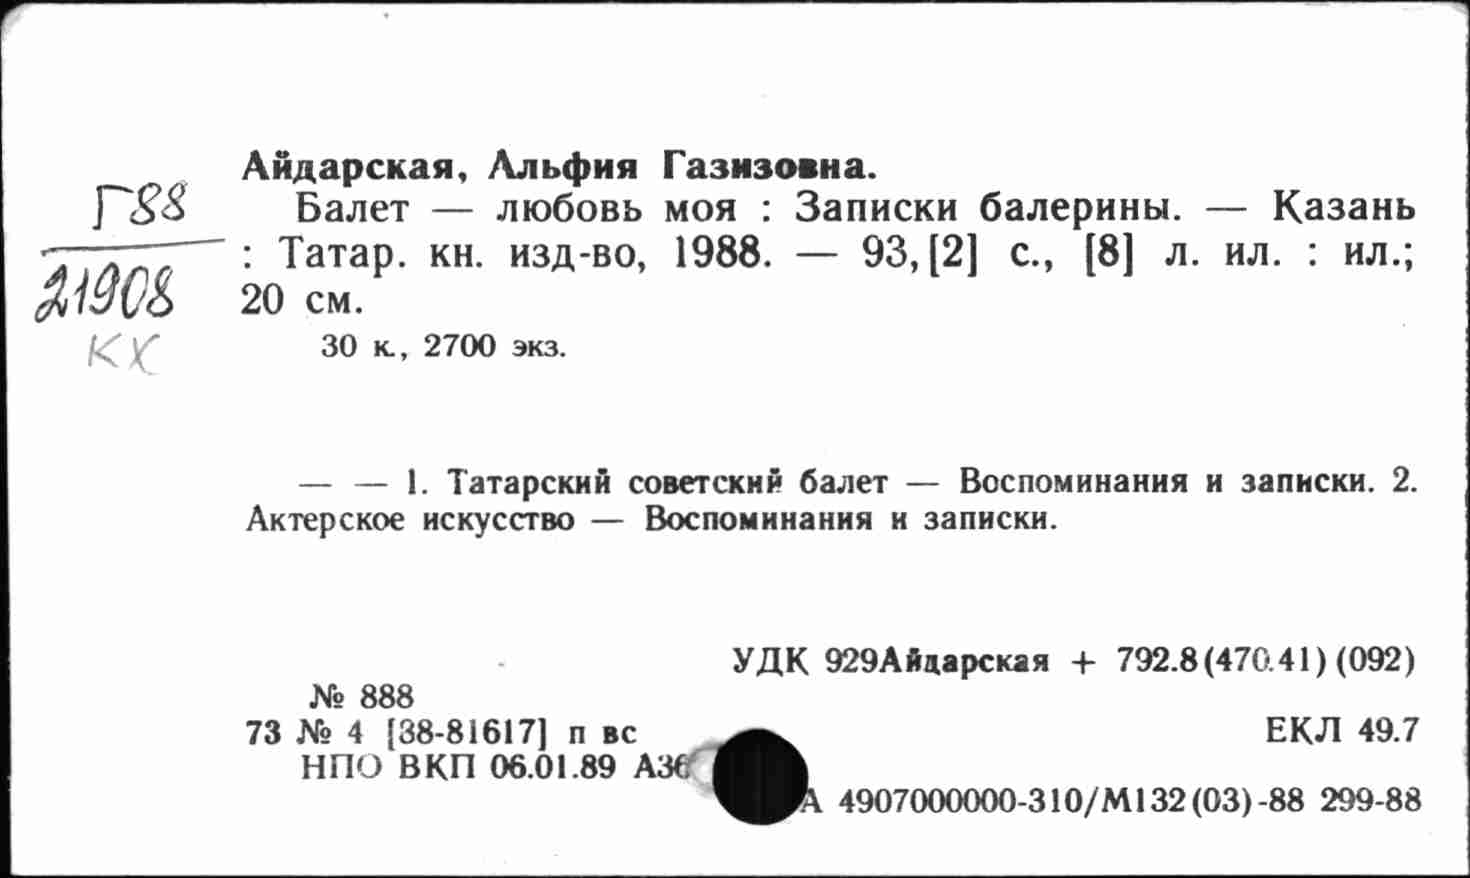 Айдарская, Альфия Газизовна.
Г88
Балет — любовь моя : Записки балерины. — Казань
: Татар. кн. изд-во, 1988. — 93, [2] с., [8] л. ил. : ил.;
21908
20 см.
КХ
30 к., 2700 экз.
— — 1. Татарский советский балет — Воспоминания и записки. 2.
Актерское искусство — Воспоминания и записки.
УДК 929Айдарская + 792.8(470.41)(092)
№ 888
73 № 4 [38-81617] п вс
ЕКЛ 49.7
НПО ВКП 06.01.89 А36
А 4907000000-310/М132(03)-88 299-88